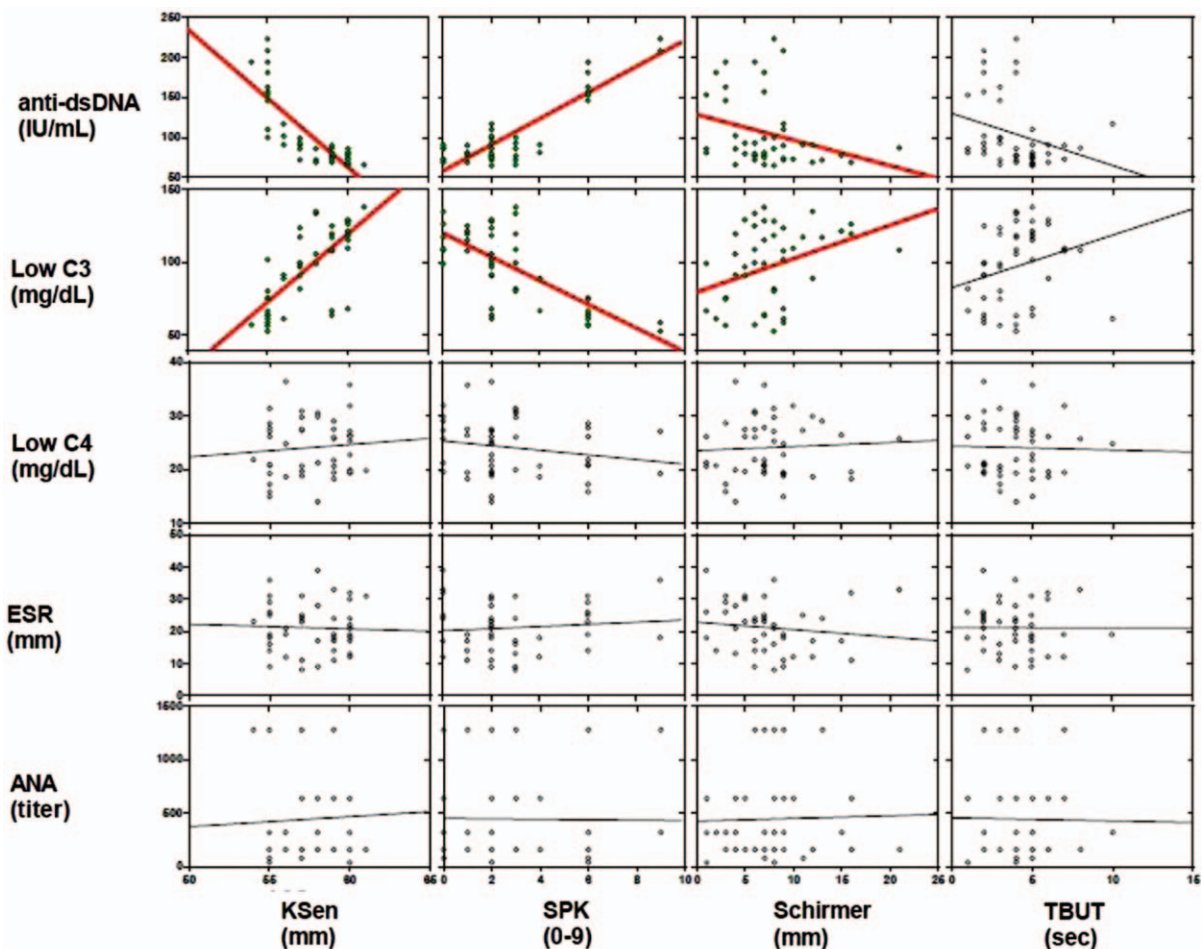 250
200
anti-dsDNA
150
(IU/mL)
100
50
150
Low C3
100
(mg/dL)
50
40
30
Low C4
(mg/dL)
20
10
50
40
30
ESR
(mm)
20
10
0
1500
1000
ANA
(titer)
500
0
50 55 60 65 0 2 4 6 8 10 0 5 10 15 20 25 0 5 10 15
KSen SPK Schirmer TBUT
(mm) (0-9) (mm) (sec)